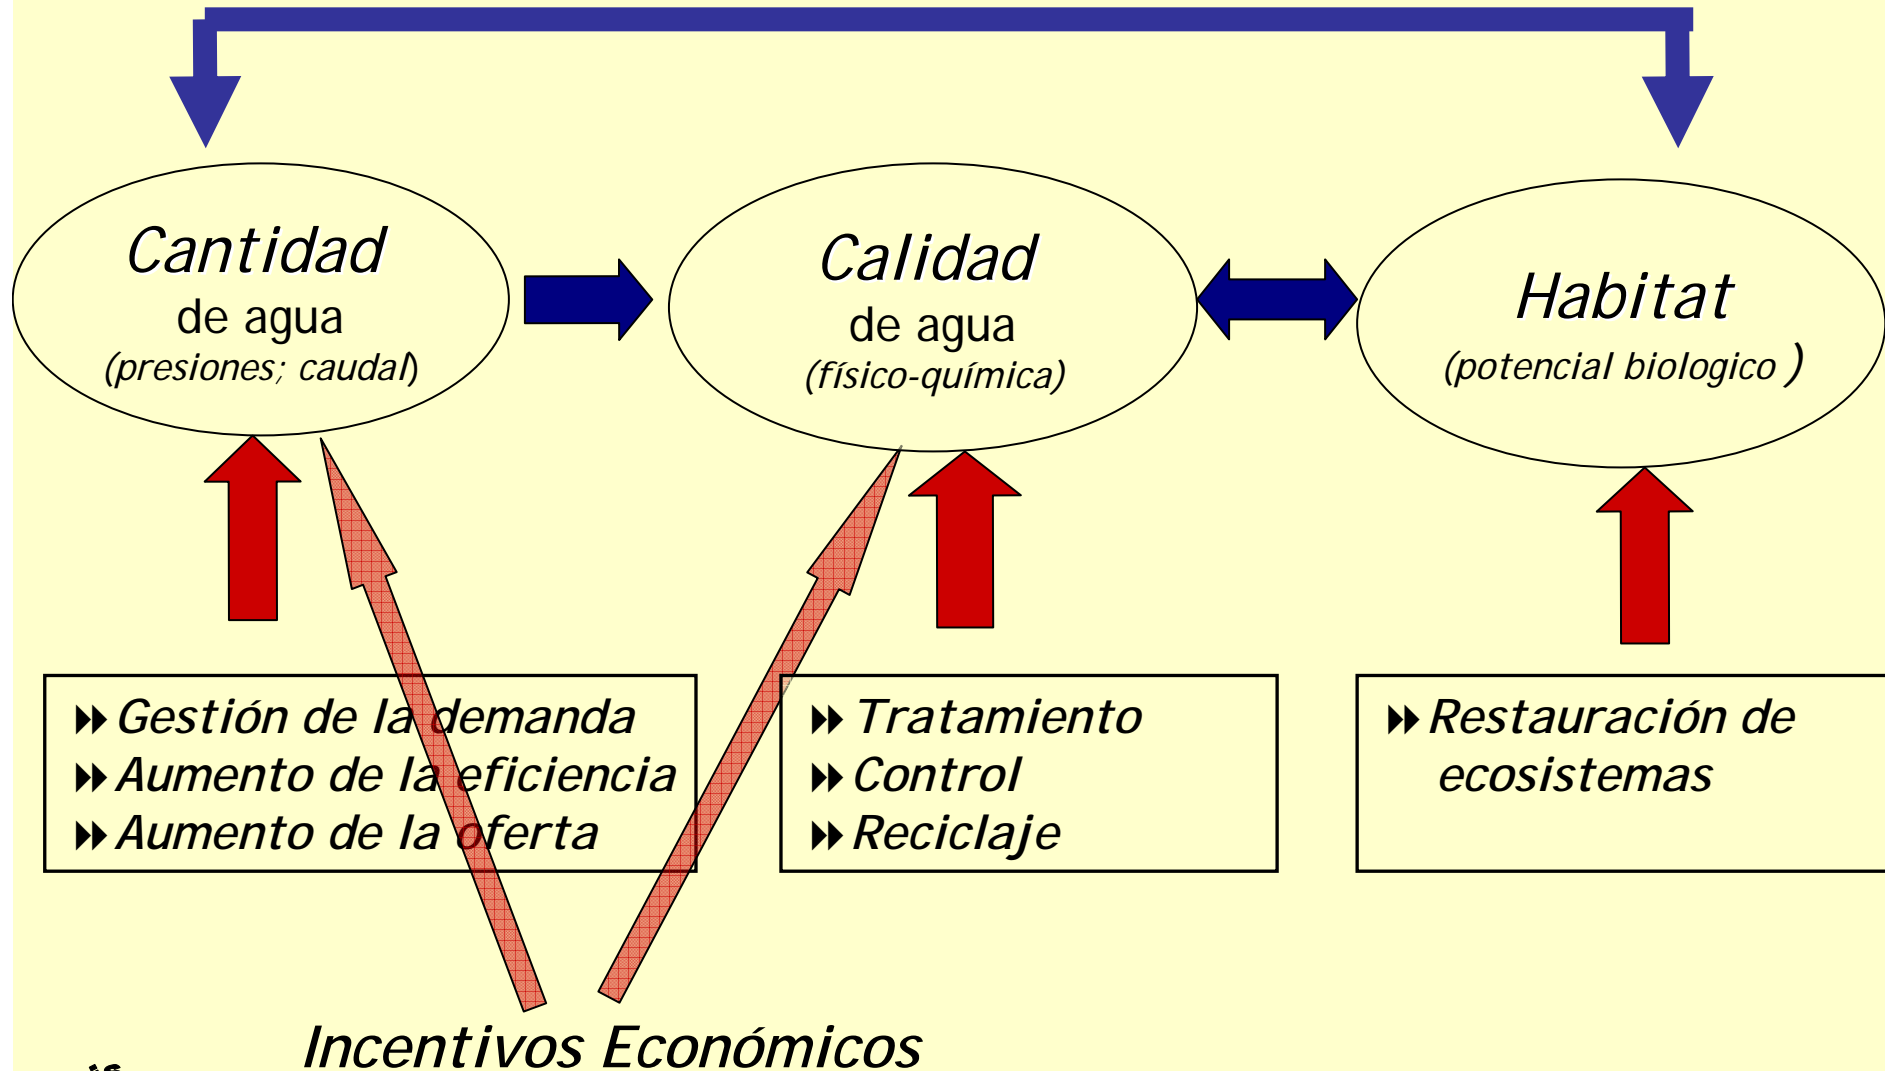 Cantidad
de agua
(presiones; caudal)
Calidad
de agua
(físico-química)
Habitat
(potencial biologico )
Gestión de la demanda
Aumento de la eficiencia
Aumento de la oferta
Tratamiento
Control
Reciclaje
Restauración de
ecosistemas
Incentivos Económicos